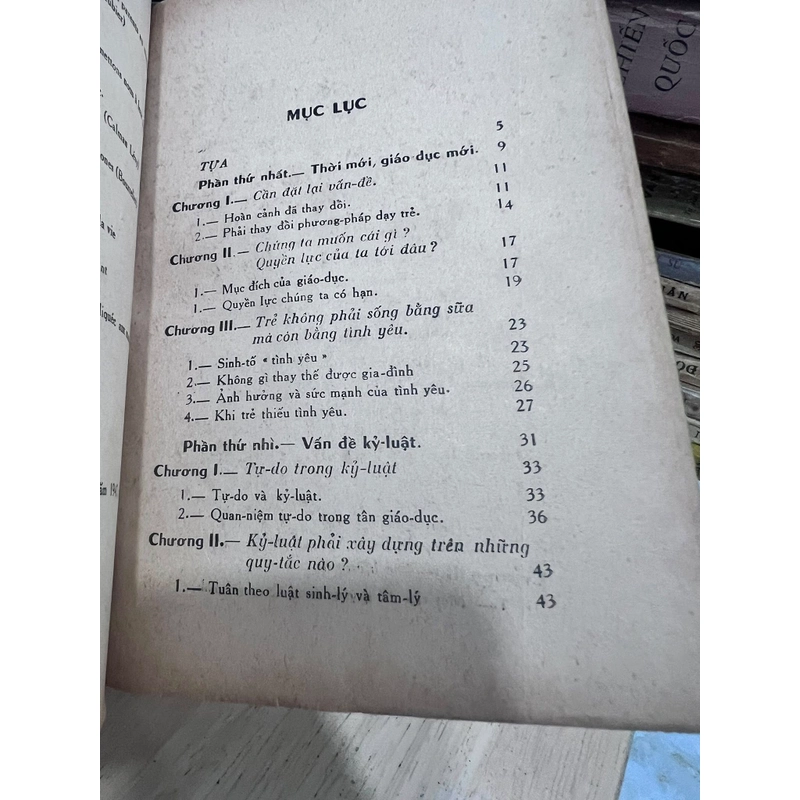 MỤC LỤC
TỰA 5
Phần thứ nhất.— Thời mới, giáo dục mới. 9
Chương I.— Cần đặt lại vấn-đề. 11
1.— Hoàn cảnh đã thay đổi. 11
2.— Phải thay đổi phương-pháp dạy trẻ. 14
Chương II.— Chúng ta muốn cái gì ?
Quyền lực của ta tới đâu ? 17
1.— Mục đích của giáo-dục. 17
1.— Quyền lực chúng ta có hạn. 19
Chương III.— Trẻ không phải sống bằng sữa
mà còn bằng tình yêu. 23
1.— Sinh-tố « tình yêu » 23
2.— Không gì thay thế được gia-đình 25
3.— Ảnh hưởng và sức mạnh của tình yêu. 26
4.— Khi trẻ thiếu tình yêu. 27
Phần thứ nhì.— Vấn đề kỷ-luật. 31
Chương I.— Tự-do trong kỷ-luật 33
1.— Tự-do và kỷ-luật. 33
2.— Quan-niệm tự-do trong tân giáo-dục. 36
Chương II.— Kỷ-luật phải xây dựng trên những
quy-tắc nào ? 43
1.— Tuân theo luật sinh-lý và tâm-lý 43
(Calman
vie
QUỐC